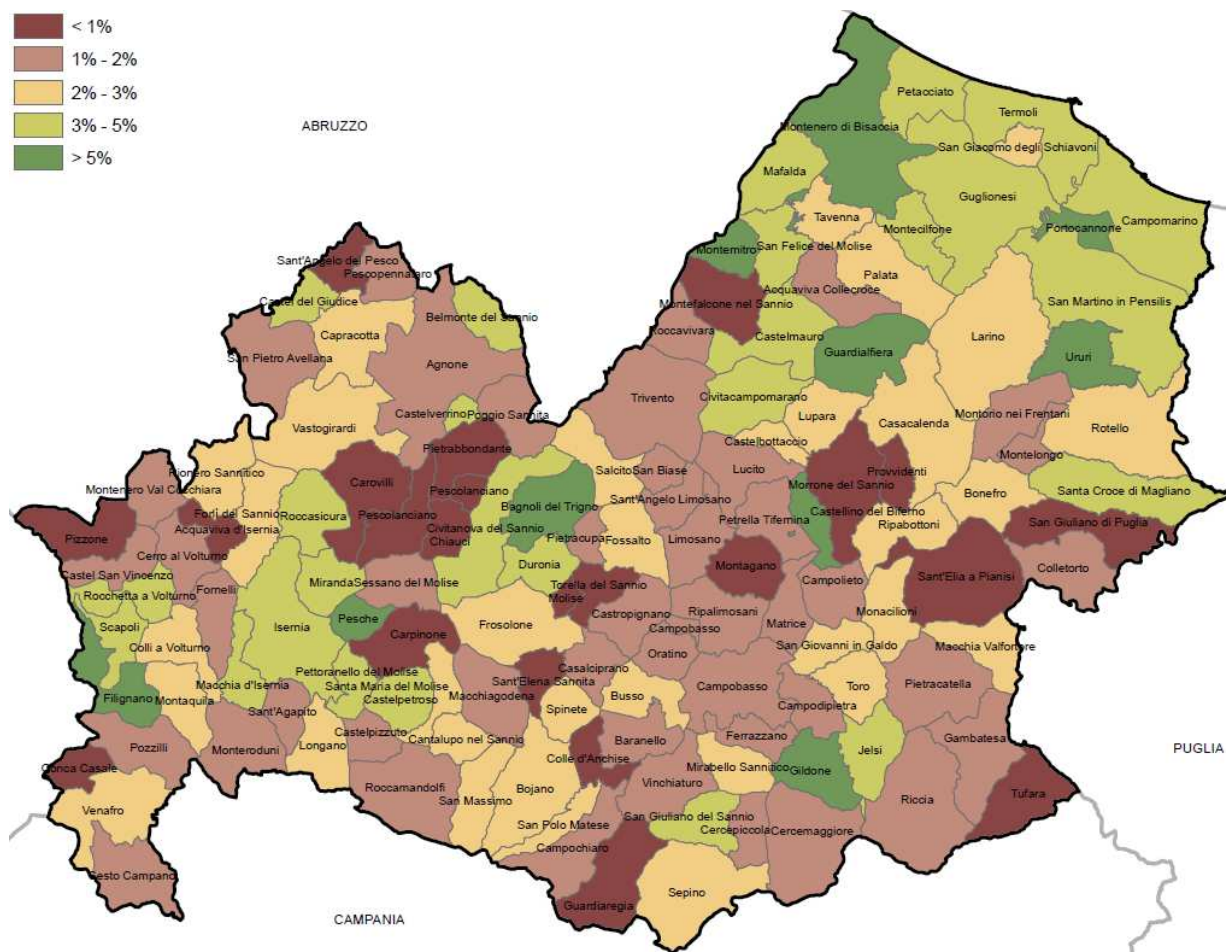 < 1%
1% - 2%
2% - 3%
3% - 5%
> 5%
ABRUZZO
PUGLIA
CAMPANIA
Petacciato
Termoli
Montenero di Bisaccia
San Giacomo degli Schiavoni
Mafalda
Guglionesi
Tavenna
Campomarino
Portocannone
Montecilfone
San Felice del Molise
Montemitro
Palata
Acquaviva Collecroce
Montefalcone nel Sannio
San Martino in Pensilis
Sant'Angelo del Pesco
Pescopennataro
Castel del Giudice
Belmonte del Sannio
Capracotta
San Pietro Avellana
Agnone
Roccavivara
Castelmauro
Guardialfiera
Larino
Ururi
Trivento
Civitacampomarano
Castelverrino
Poggio Sannita
Lupara
Casacalenda
Montorio nei Frentani
Rotello
Vastogirardi
Castelbottaccio
Pietrabbondante
Montelongo
Rionero Sannitico
Carovilli
Salcito
San Biase
Lucito
Provvidenti
Montenero Val Cocchiara
Pescolanciano
Morrone del Sannio
Bonefro
Santa Croce di Magliano
Forlì del Sannio
Roccasicura
Pescolanciano
Bagnoli del Trigno
Sant'Angelo Limosano
Castellino del Biferno
Acquaviva d'Isernia
Civitanova del Sannio
Petrella Tifernina
Ripabottoni
San Giuliano di Puglia
Pizzone
Chiauci
Pietracupa
Fossalto
Limosano
Cerro al Volturno
Duronia
Colletorto
Castel San Vincenzo
Miranda
Sessano del Molise
Torella del Sannio
Molise
Montagano
Campolieto
Sant'Elia a Pianisi
Rocchetta a Volturno
Fornelli
Castropignano
Ripalimosani
Monacilioni
Scapoli
Isernia
Pesche
Carpinone
Frosolone
Campobasso
Matrice
Colli a Volturno
San Giovanni in Galdo
Macchia Valfortore
Pettoranello del Molise
Casalciprano
Oratino
Santa Maria del Molise
Sant'Elena Sannita
Campobasso
Toro
Pietracatella
Filignano
Montaquila
Macchia d'Isernia
Castelpetroso
Macchiagodena
Busso
Campodipietra
Sant'Agapito
Spinete
Castelpizzuto
Cantalupo nel Sannio
Baranello
Ferrazzano
Gambatesa
Pozzilli
Monteroduni
Longano
Colle d'Anchise
Jelsi
Conca Casale
Mirabello Sannitico
Gildone
Vinchiaturo
Roccamandolfi
Bojano
Riccia
Tufara
Venafro
San Massimo
San Giuliano del Sannio
San Polo Matese
Cercepiccola
Cercemaggiore
Campochiaro
Sesto Campano
Sepino
Guardiaregia